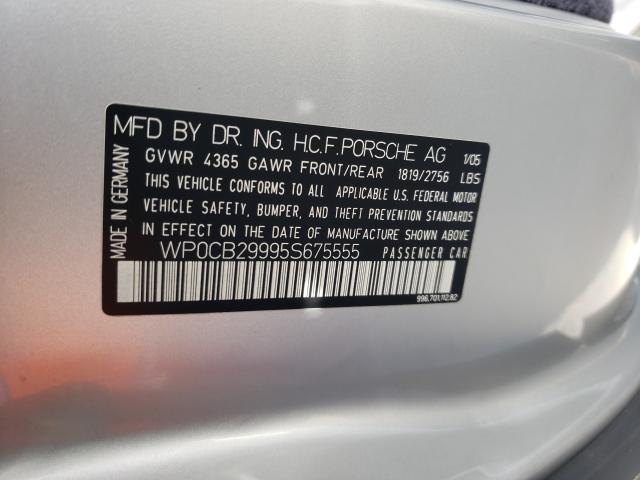 MFD BY DR. ING. H.C.F.PORSCHE AG 1/05
GVWR 4365 GAWR FRONT/REAR 1819/2756 LBS
THIS VEHICLE CONFORMS TO ALL APPLICABLE U.S. FEDERAL MOTOR
VEHICLE SAFETY, BUMPER, AND THEFT PREVENTION STANDARDS
IN EFFECT ON THE DATE OF MANUFACTURE SHOWN ABOVE.
WP0CB29995S675555 PASSENGER CAR
996.701.112.82
MADE IN GERMANY